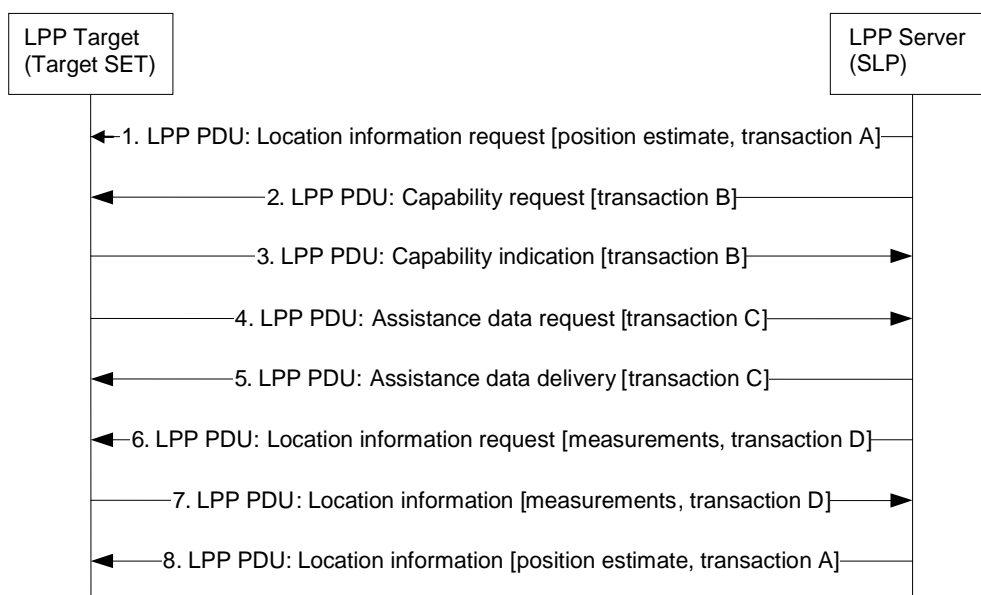 LPP Target
(Target SET)
LPP Server
(SLP)
1. LPP PDU: Location information request [position estimate, transaction A]
2. LPP PDU: Capability request [transaction B]
3. LPP PDU: Capability indication [transaction B]
4. LPP PDU: Assistance data request [transaction C]
5. LPP PDU: Assistance data delivery [transaction C]
6. LPP PDU: Location information request [measurements, transaction D]
7. LPP PDU: Location information [measurements, transaction D]
8. LPP PDU: Location information [position estimate, transaction A]